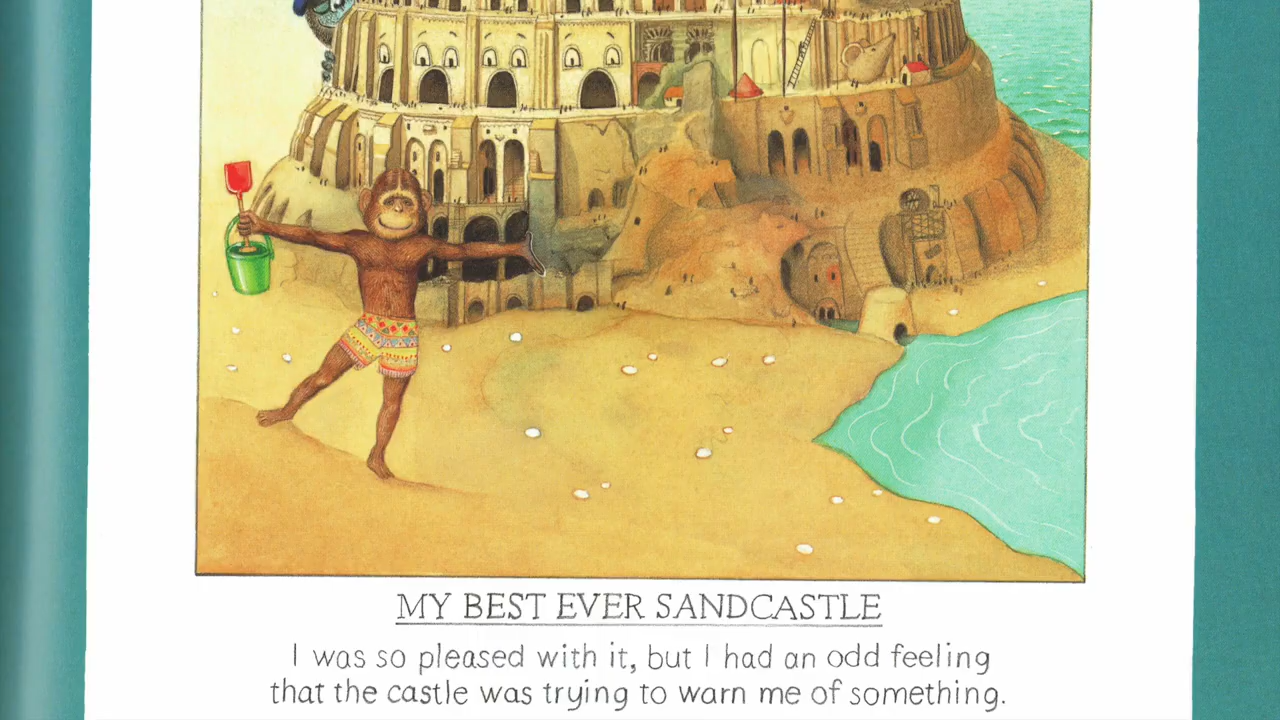 MY BEST EVER SANDCASTLE
I was so pleased with it, but I had an odd feeling
that the castle was trying to warn me of something.